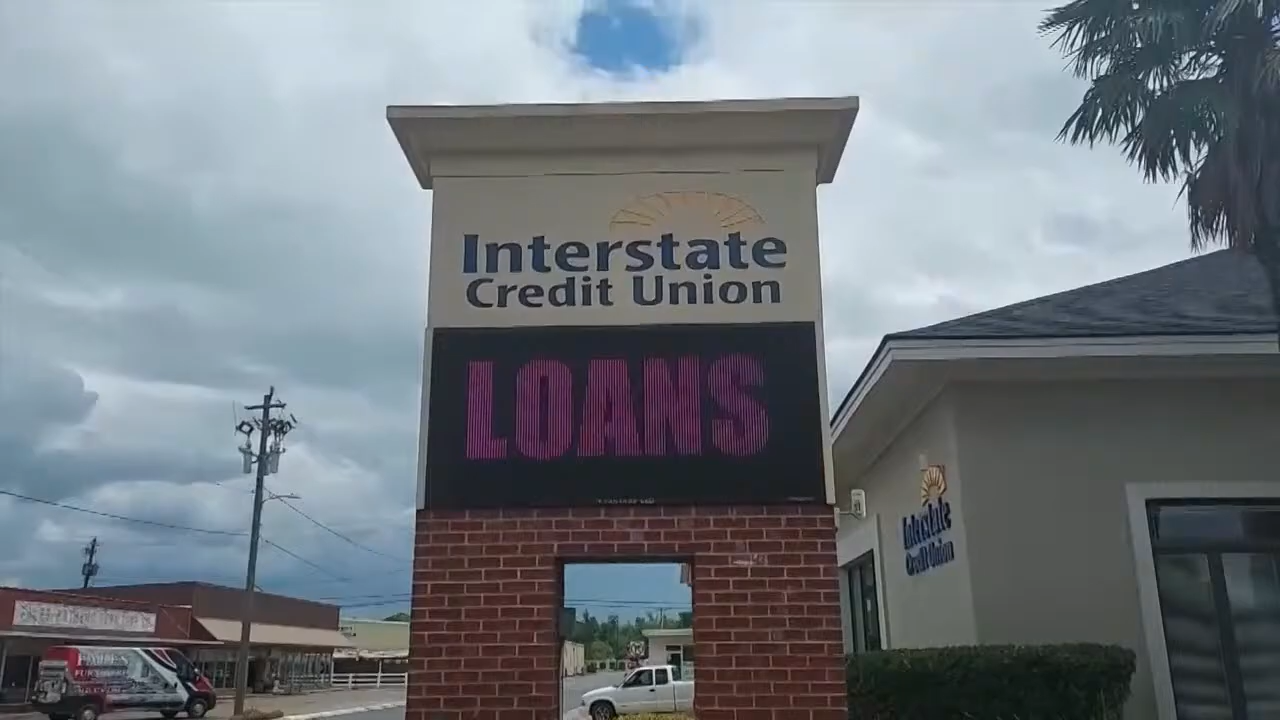 Interstate
Credit Union
LOANS
Interstate
Credit Union